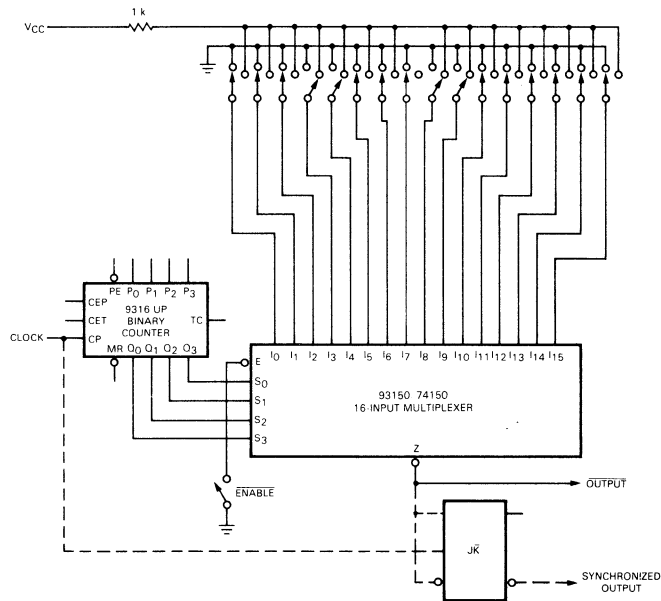 1 k
VCC
PE P0 P1 P2 P3
CEP
9316 UP
BINARY
COUNTER
CET
TC
CLOCK
CP
MR Q0 Q1 Q2 Q3
E
I0 I1 I2 I3 I4 I5 I6 I7 I8 I9 I10 I11 I12 I13 I14 I15
S0
S1
S2
S3
93150 74150
16-INPUT MULTIPLEXER
Z
ENABLE
OUTPUT
JK
SYNCHRONIZED
OUTPUT